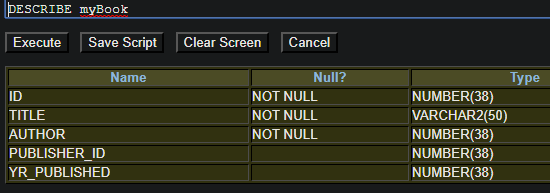 DESCRIBE myBook
Execute Save Script Clear Screen Cancel
Name Null? Type
ID NOT NULL NUMBER(38)
TITLE NOT NULL VARCHAR2(50)
AUTHOR NOT NULL NUMBER(38)
PUBLISHER_ID NUMBER(38)
YR_PUBLISHED NUMBER(38)